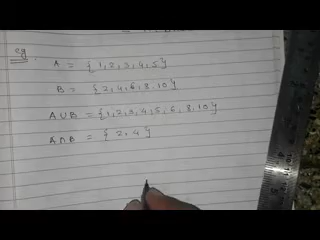 eg
A = {1,2,3,4,5}
B = {2,4,6,8.10}
A∪B = {1,2,3,4,5,6,8.10}
A∩B = {2,4}